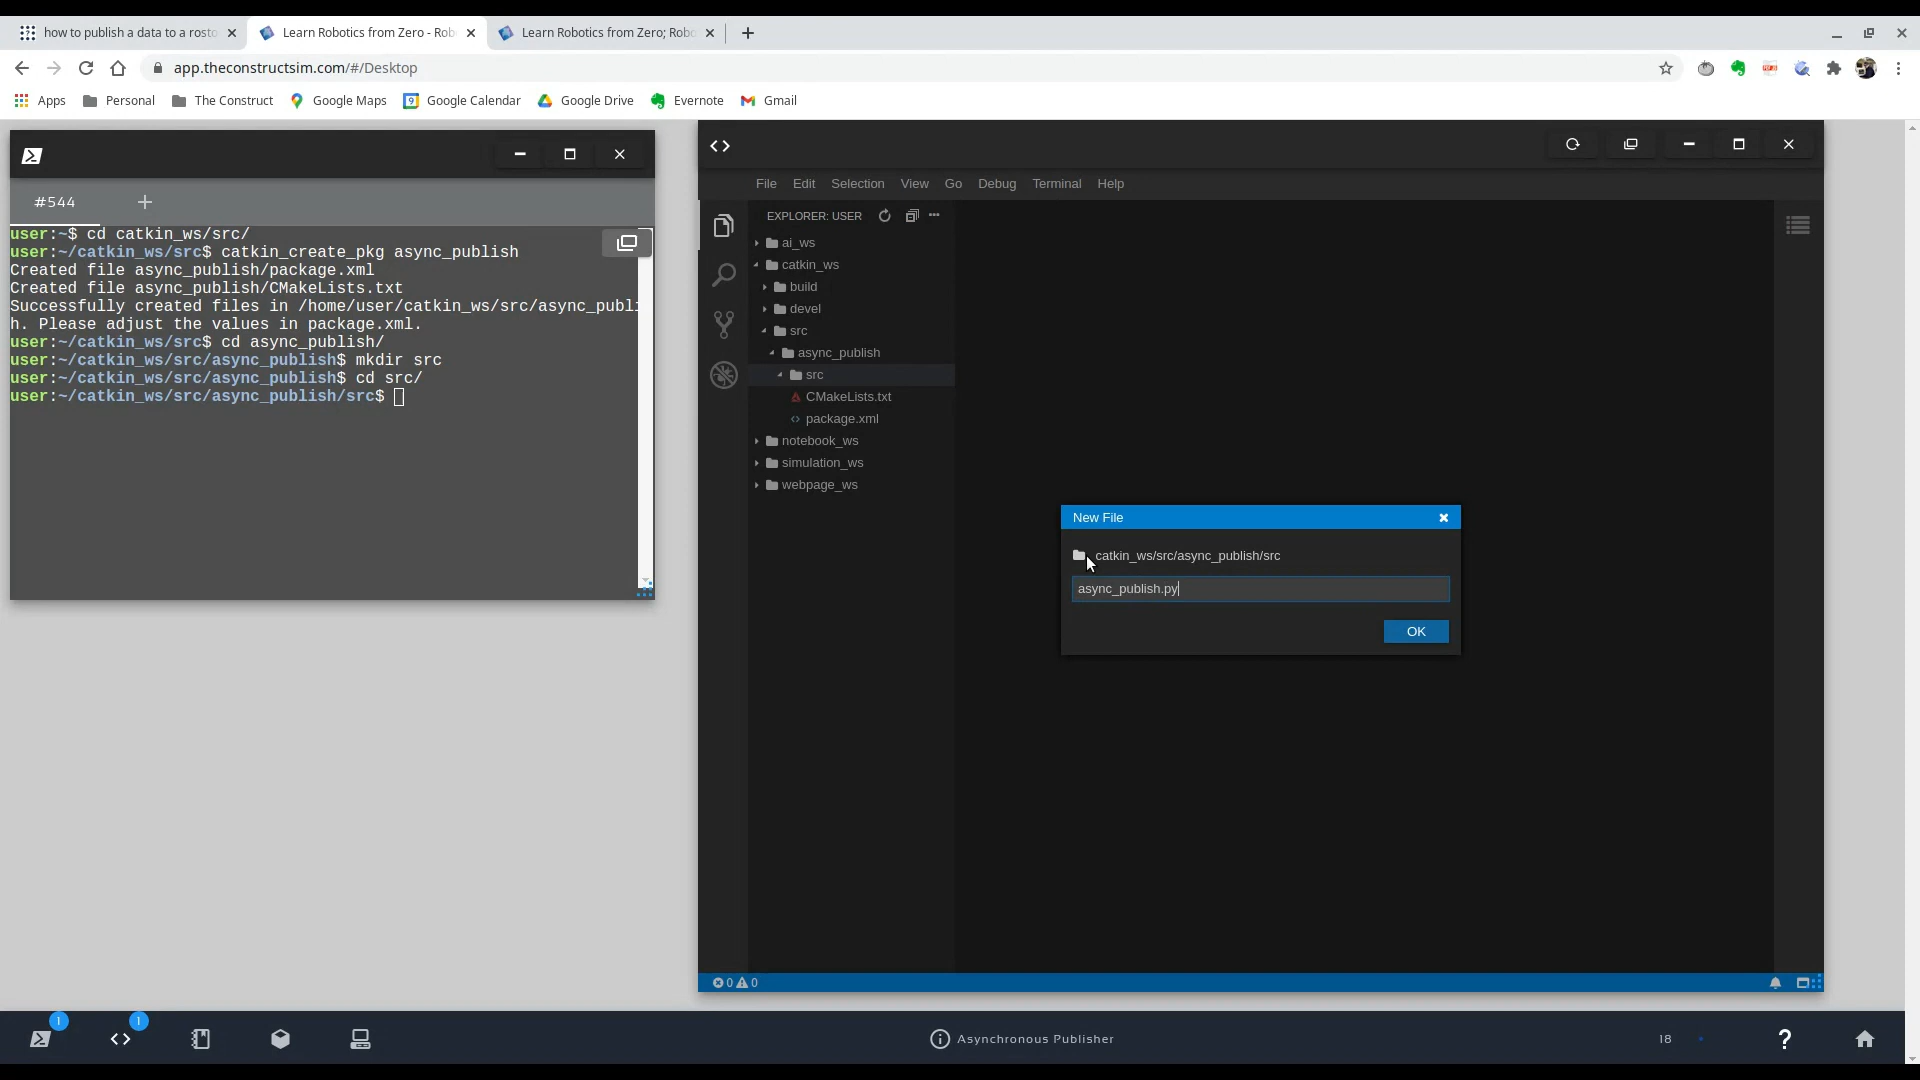 how to publish a data to a rosto
Learn Robotics from Zero - Rob
Learn Robotics from Zero; Robo
app.theconstructsim.com/#/Desktop
Apps
Personal
The Construct
Google Maps
Google Calendar
Google Drive
Evernote
Gmail
#544
user:~$ cd catkin_ws/src/
user:~/catkin_ws/src$ catkin_create_pkg async_publish
Created file async_publish/package.xml
Created file async_publish/CMakeLists.txt
Successfully created files in /home/user/catkin_ws/src/async_publi
h. Please adjust the values in package.xml.
user:~/catkin_ws/src$ cd async_publish/
user:~/catkin_ws/src/async_publish$ mkdir src
user:~/catkin_ws/src/async_publish$ cd src/
user:~/catkin_ws/src/async_publish/src$
File Edit Selection View Go Debug Terminal Help
EXPLORER: USER
ai_ws
catkin_ws
build
devel
src
async_publish
src
CMakeLists.txt
package.xml
notebook_ws
simulation_ws
webpage_ws
New File
catkin_ws/src/async_publish/src
async_publish.py
OK
0 0
1
1
Asynchronous Publisher
18
?